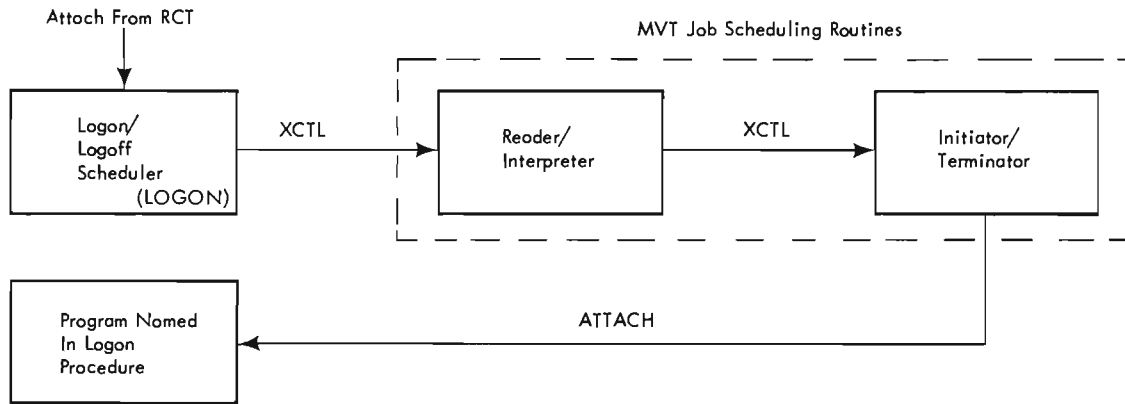 Attach From RCT
MVT Job Scheduling Routines
Logon/
Logoff
Scheduler
(LOGON)
XCTL
Reader/
Interpreter
XCTL
Initiator/
Terminator
Program Named
In Logon
Procedure
ATTACH